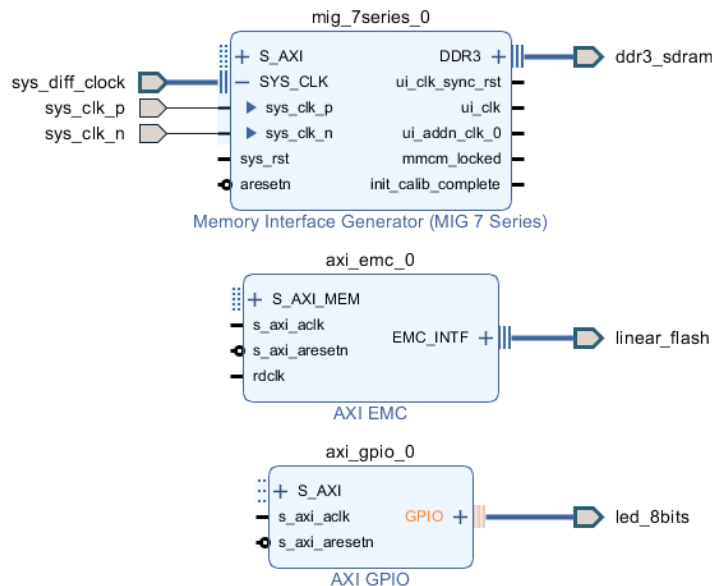 mig_7series_0
S_AXI DDR3 ddr3_sdram
sys_diff_clock SYS_CLK ui_clk_sync_rst
sys_clk_p sys_clk_p ui_clk
sys_clk_n sys_clk_n ui_addn_clk_0
sys_rst mmcm_locked
aresetn init_calib_complete
Memory Interface Generator (MIG 7 Series)
axi_emc_0
S_AXI_MEM
s_axi_aclk
s_axi_aresetn EMC_INTF linear_flash
rdclk
AXI EMC
axi_gpio_0
S_AXI
s_axi_aclk GPIO led_8bits
s_axi_aresetn
AXI GPIO